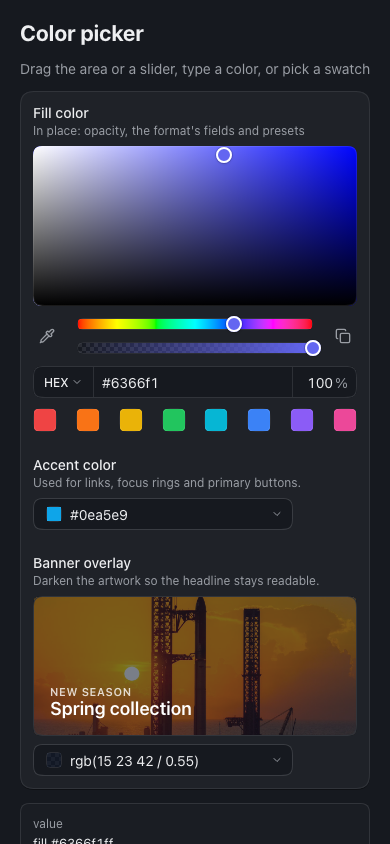 Color picker
Drag the area or a slider, type a color, or pick a swatch
Fill color
In place: opacity, the format's fields and presets
HEX #6366f1 100%
Accent color
Used for links, focus rings and primary buttons.
#0ea5e9
Banner overlay
Darken the artwork so the headline stays readable.
NEW SEASON
Spring collection
rgb(15 23 42 / 0.55)
value
fill #6366f1ff